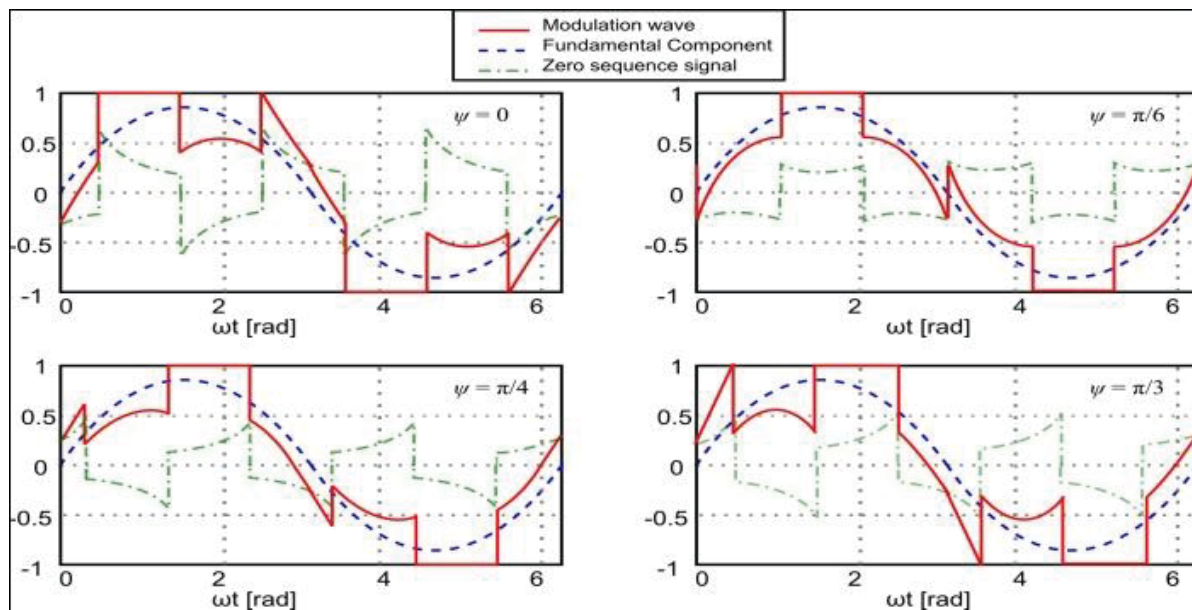 Modulation wave
Fundamental Component
Zero sequence signal
1
0.5
0
-0.5
-1
ψ = 0
0 2 4 6
ωt [rad]
1
0.5
0
-0.5
-1
ψ = π/6
0 2 4 6
ωt [rad]
1
0.5
0
-0.5
-1
ψ = π/4
0 2 4 6
ωt [rad]
1
0.5
0
-0.5
-1
ψ = π/3
0 2 4 6
ωt [rad]